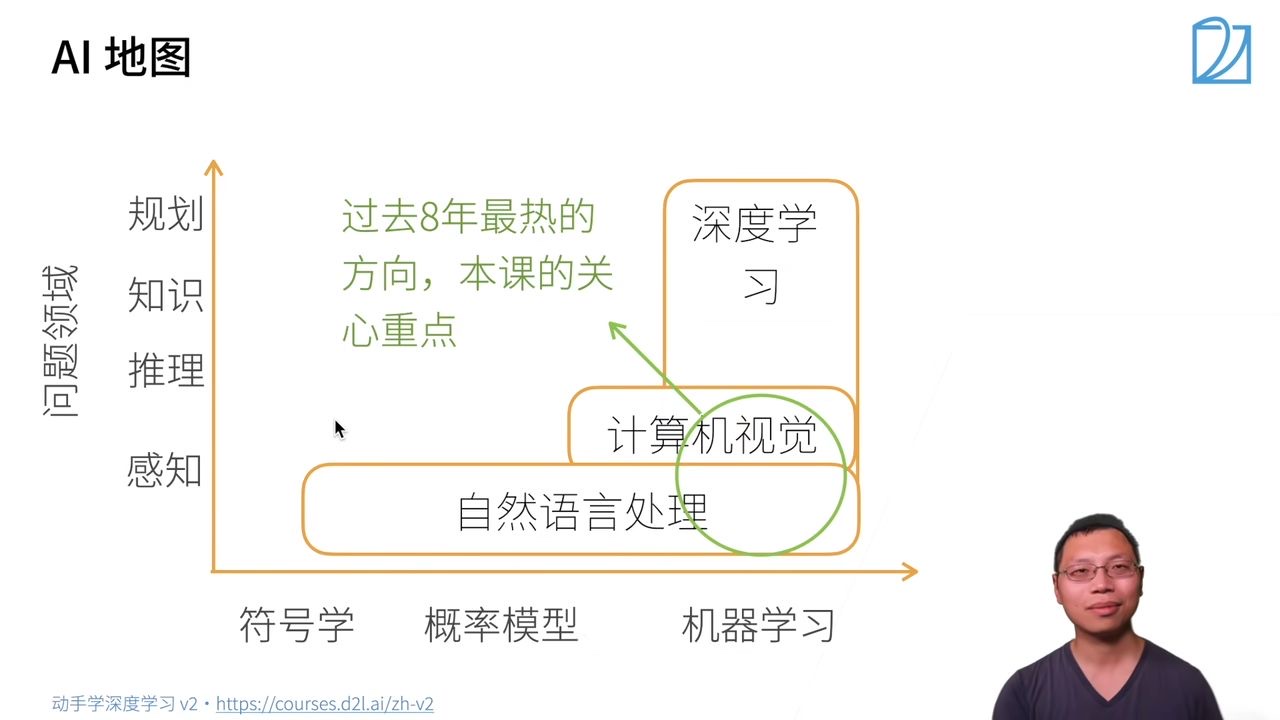 AI 地图
过去8年最热的
方向，本课的关
心重点
深度学
习
规划
知识
推理
感知
问题领域
计算机视觉
自然语言处理
符号学
概率模型
机器学习
动手学深度学习 v2 • https://courses.d2l.ai/zh-v2